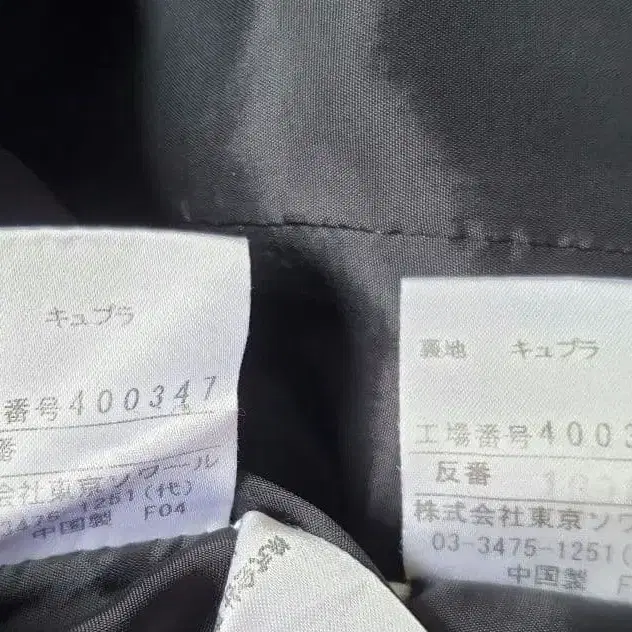 キュプラ
番号400347
番
会社東京ソワール
3475-1251(代)
中国製 F04
裏地 キュプラ
工場番号4003
反番
株式会社東京ソワ
03-3475-1251(
中国製 F